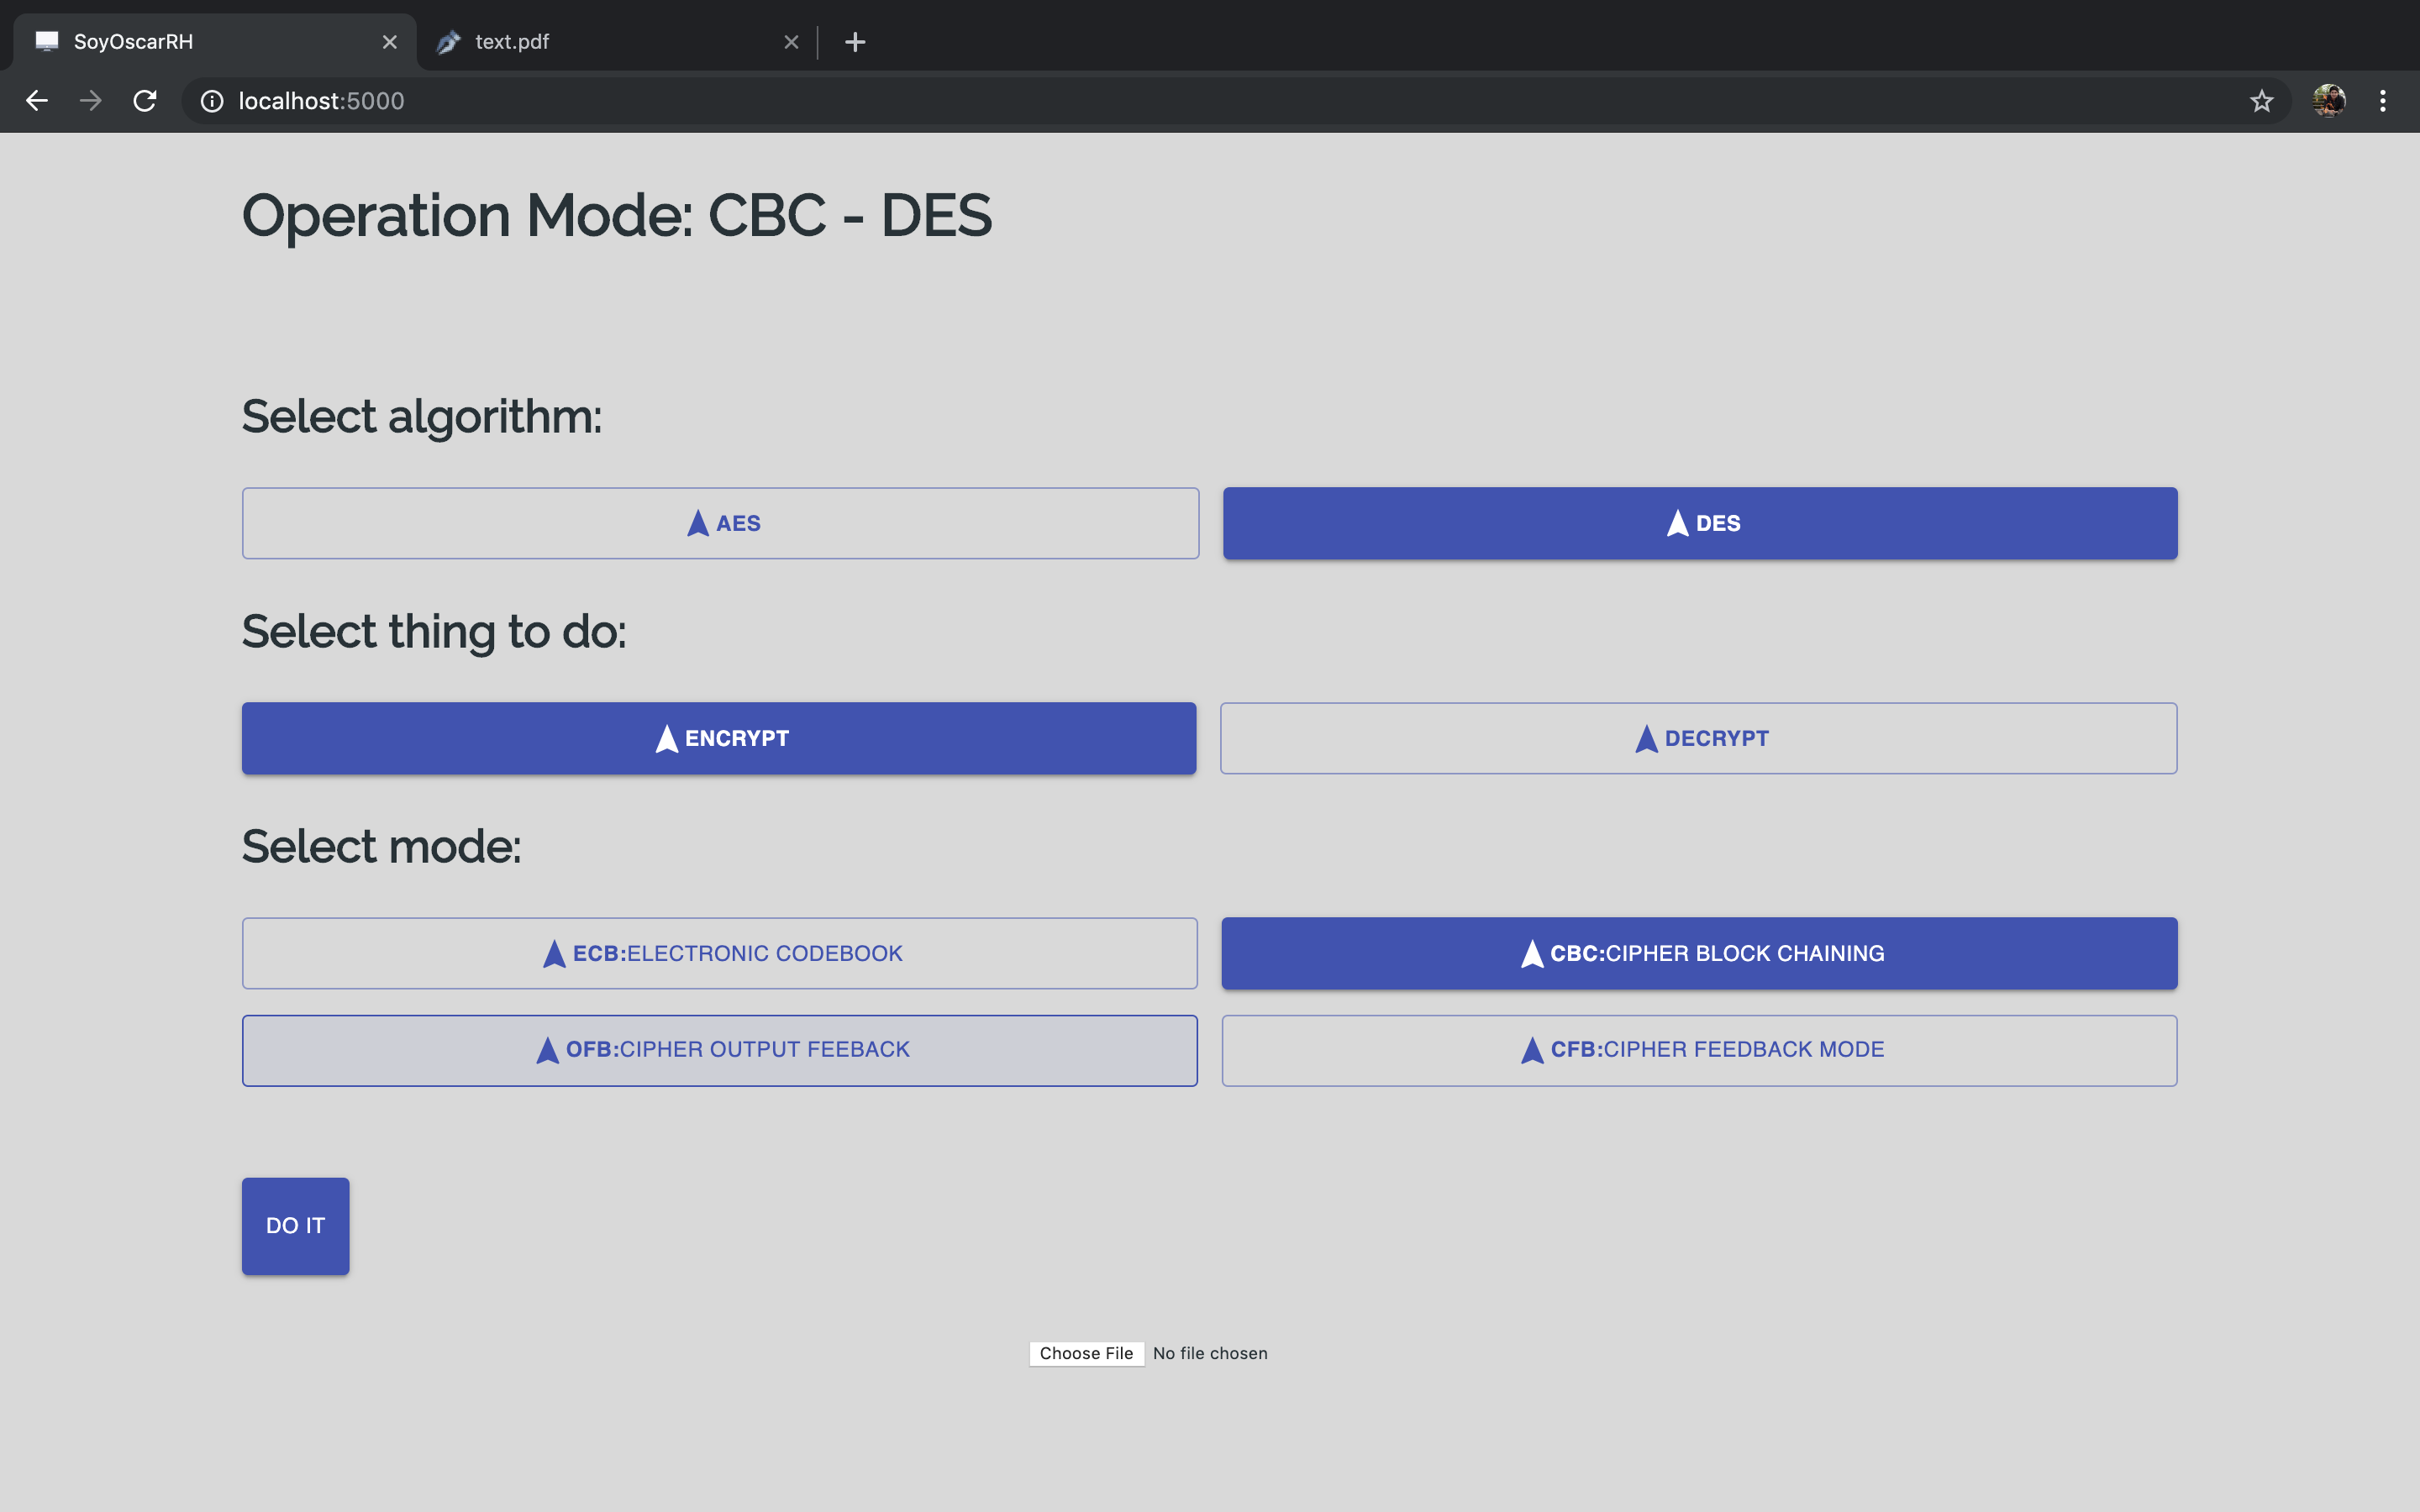 SoyOscarRH
text.pdf
localhost:5000
Operation Mode: CBC - DES
Select algorithm:
AES
DES
Select thing to do:
ENCRYPT
DECRYPT
Select mode:
ECB:ELECTRONIC CODEBOOK
CBC:CIPHER BLOCK CHAINING
OFB:CIPHER OUTPUT FEEBACK
CFB:CIPHER FEEDBACK MODE
DO IT
Choose File No file chosen